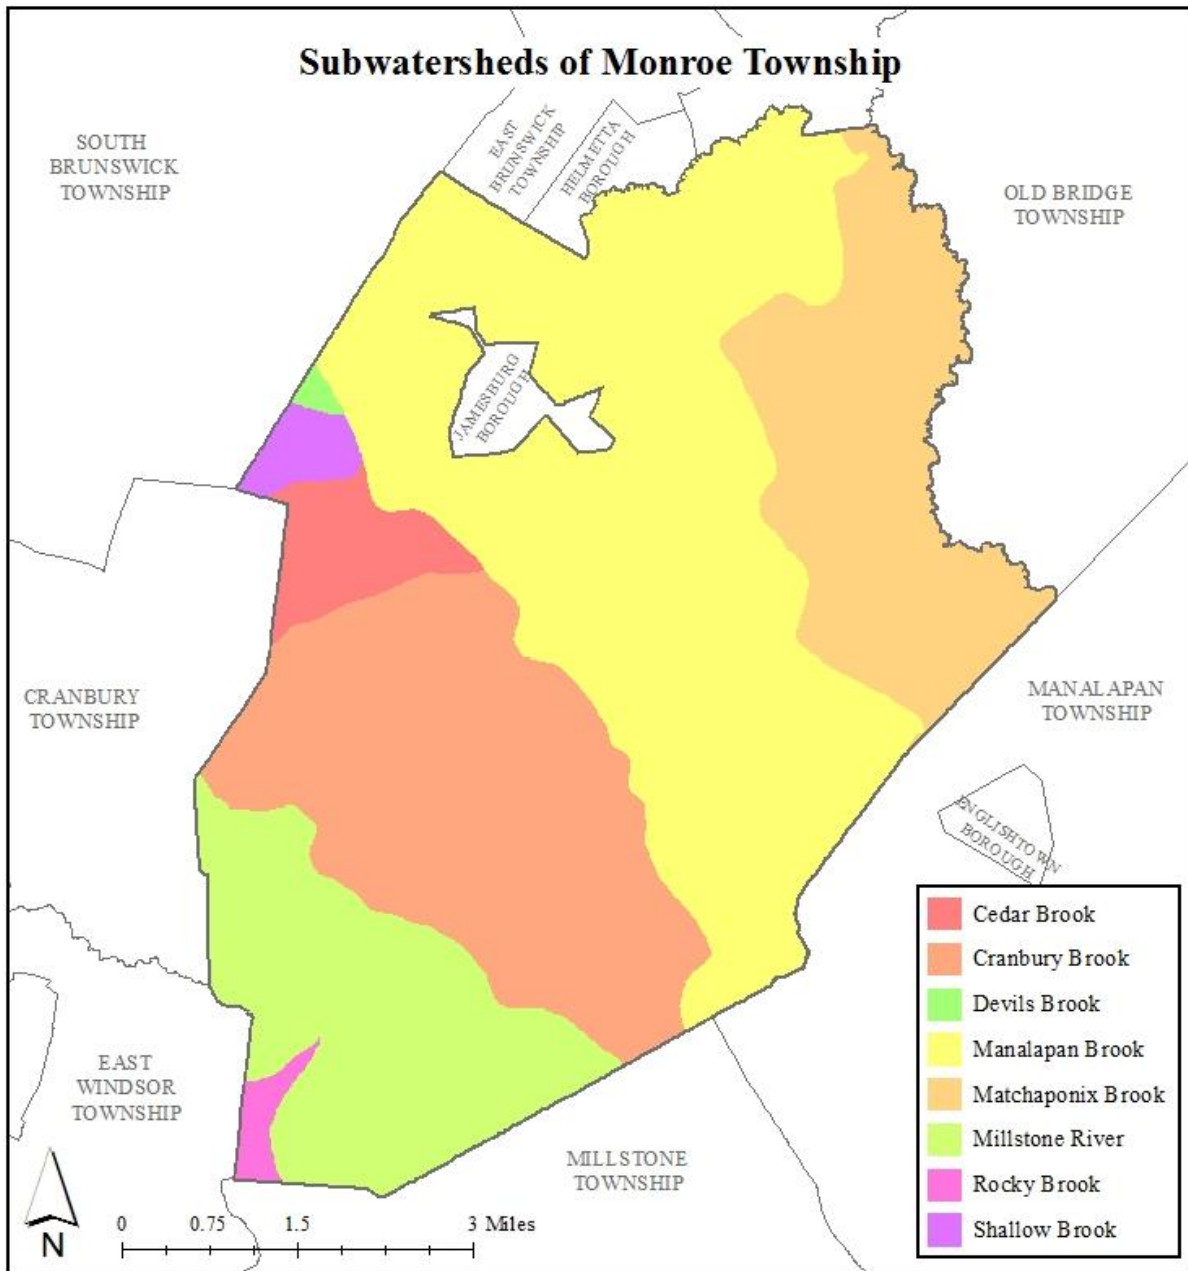 Subwatersheds of Monroe Township
SOUTH
BRUNSWICK
TOWNSHIP
EAST
BRUNSWICK
TOWNSHIP
HELMETTA
BOROUGH
OLD BRIDGE
TOWNSHIP
JAMESBURG
BOROUGH
CRANBURY
TOWNSHIP
MANALAPAN
TOWNSHIP
ENGLISHTOWN
BOROUGH
EAST
WINDSOR
TOWNSHIP
MILLSTONE
TOWNSHIP
Cedar Brook
Cranbury Brook
Devils Brook
Manalapan Brook
Matchaponix Brook
Millstone River
Rocky Brook
Shallow Brook
N
0 0.75 1.5 3 Miles